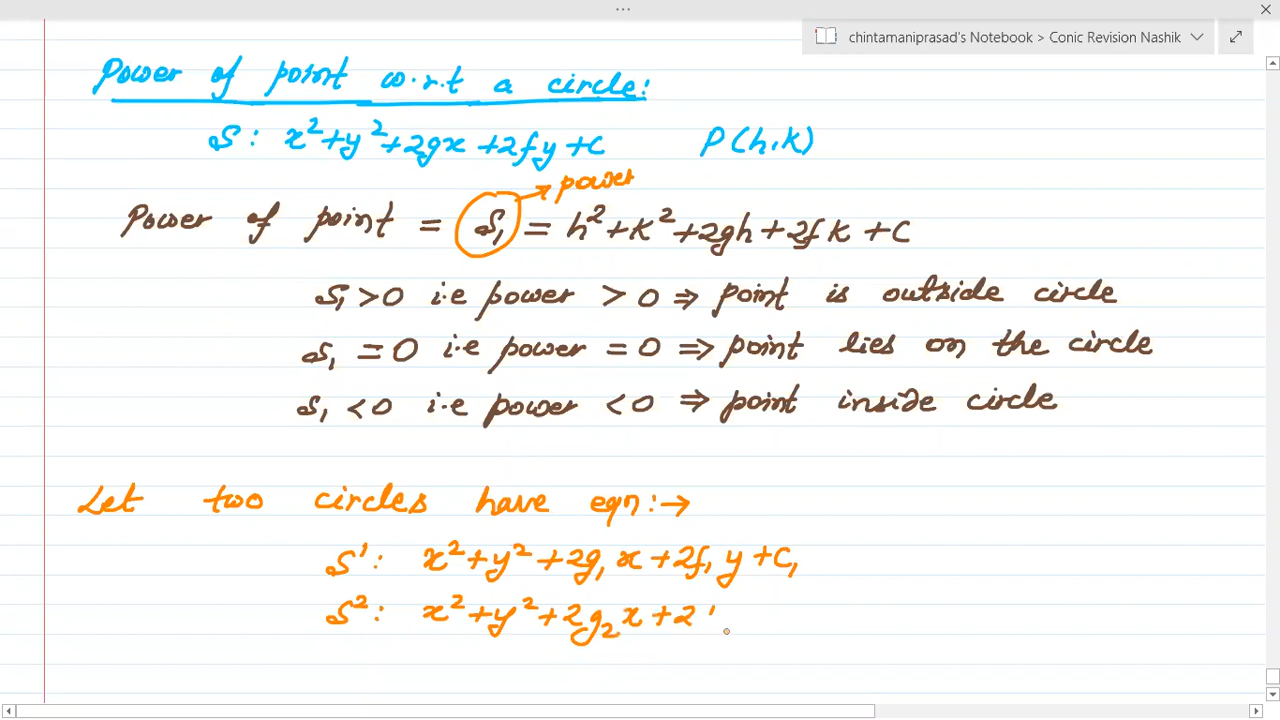 chintamaniprasad's Notebook > Conic Revision Nashik
Power of point w.r.t a circle:
S: x²+y²+2gx+2fy+c P(h,k)
power
Power of point = S₁ = h²+k²+2gh+2fk+c
S₁>0 i.e power >0 ⇒ point is outside circle
S₁=0 i.e power =0 ⇒ point lies on the circle
S₁<0 i.e power <0 ⇒ point inside circle
Let two circles have eqn:→
S¹: x²+y²+2g₁x+2f₁y+c₁
S²: x²+y²+2g₂x+2